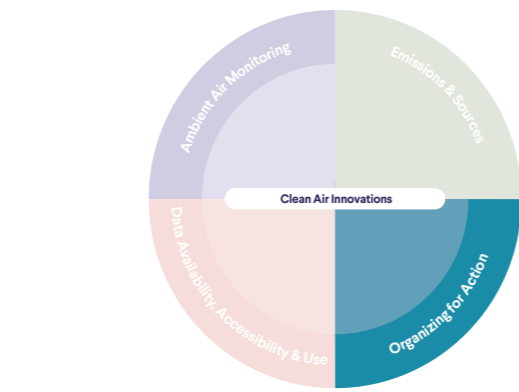 Ambient Air Monitoring
Emissions & Sources
Clean Air Innovations
Data Availability, Accessibility & Use
Organizing for Action